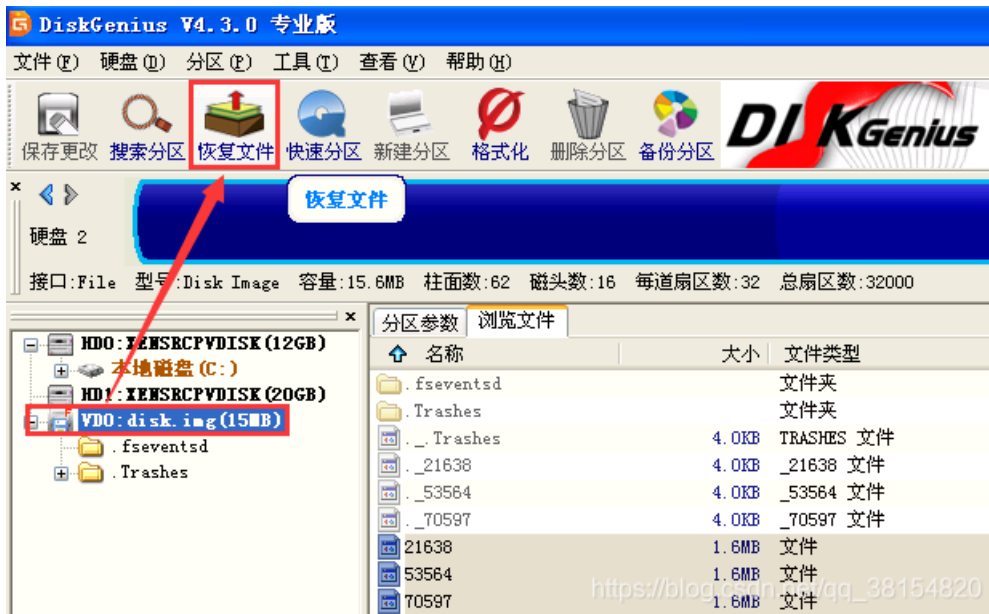 DiskGenius V4.3.0 专业版
文件(F) 硬盘(D) 分区(P) 工具(T) 查看(V) 帮助(H)
保存更改 搜索分区 恢复文件 快速分区 新建分区 格式化 删除分区 备份分区 DISKGenius
恢复文件
硬盘 2
接口:File 型号:Disk Image 容量:15.6MB 柱面数:62 磁头数:16 每道扇区数:32 总扇区数:32000
HD0:XENSRCPVDISK(12GB)
本地磁盘(C:)
HD1:XENSRCPVDISK(20GB)
VD0:disk.img(15MB)
.fseventsd
.Trashes
分区参数 浏览文件
名称 大小 文件类型
.fseventsd 文件夹
.Trashes 文件夹
._.Trashes 4.0KB TRASHES 文件
._21638 4.0KB _21638 文件
._53564 4.0KB _53564 文件
._70597 4.0KB _70597 文件
21638 1.6MB 文件
53564 1.6MB 文件
70597 1.6MB 文件
https://blog.csdn.net/qq_38154820